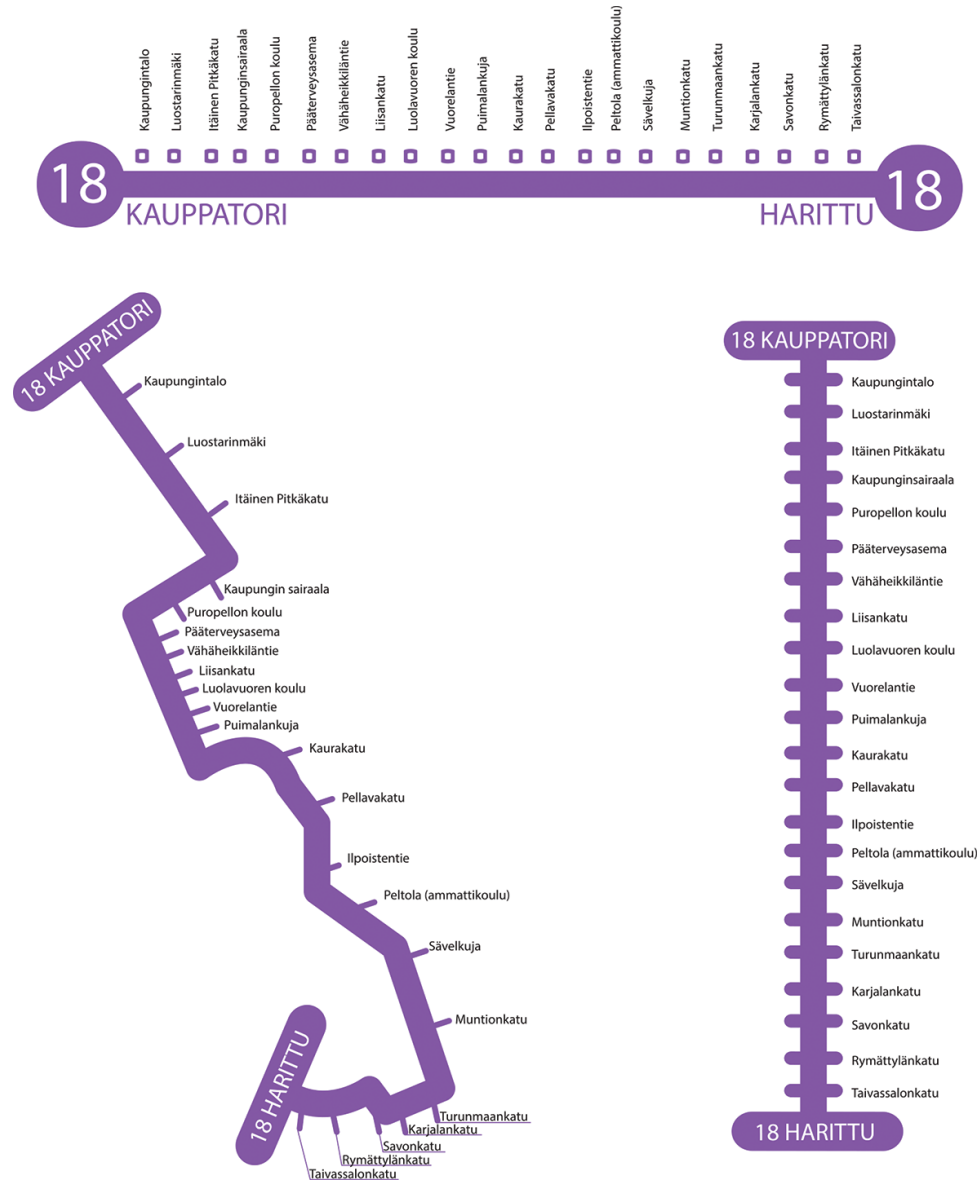 Kaupungintalo
Luostarinmäki
Itäinen Pitkäkatu
Kaupunginsairaala
Puropellon koulu
Pääterveysasema
Vähäheikkiläntie
Liisankatu
Luolavuoren koulu
Vuorelantie
Puimalankuja
Kaurakatu
Pellavakatu
Ilpoistentie
Peltola (ammattikoulu)
Sävelkuja
Muntionkatu
Turunmaankatu
Karjalankatu
Savonkatu
Rymättylänkatu
Taivassalonkatu
18
18
KAUPPATORI
HARITTU
18 KAUPPATORI
Kaupungintalo
Luostarinmäki
Itäinen Pitkäkatu
Kaupungin sairaala
Puropellon koulu
Pääterveysasema
Vähäheikkiläntie
Liisankatu
Luolavuoren koulu
Vuorelantie
Puimalankuja
Kaurakatu
Pellavakatu
Ilpoistentie
Peltola (ammattikoulu)
Sävelkuja
Muntionkatu
Turunmaankatu
Karjalankatu
Savonkatu
Rymättylänkatu
Taivassalonkatu
18 HARITTU
18 KAUPPATORI
Kaupungintalo
Luostarinmäki
Itäinen Pitkäkatu
Kaupunginsairaala
Puropellon koulu
Pääterveysasema
Vähäheikkiläntie
Liisankatu
Luolavuoren koulu
Vuorelantie
Puimalankuja
Kaurakatu
Pellavakatu
Ilpoistentie
Peltola (ammattikoulu)
Sävelkuja
Muntionkatu
Turunmaankatu
Karjalankatu
Savonkatu
Rymättylänkatu
Taivassalonkatu
18 HARITTU